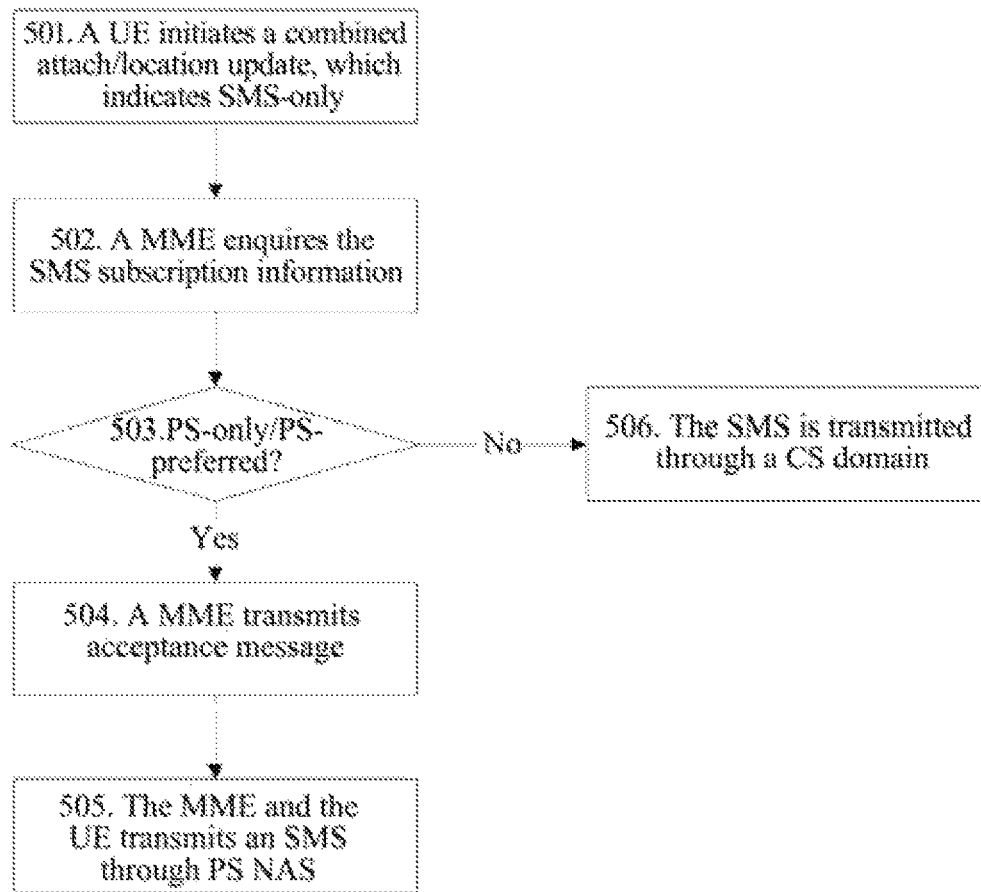 501. A UE initiates a combined
attach/location update, which
indicates SMS-only
502. A MME enquires the
SMS subscription information
503.PS-only/PS-
preferred?
No
506. The SMS is transmitted
through a CS domain
Yes
504. A MME transmits
acceptance message
505. The MME and the
UE transmits an SMS
through PS NAS